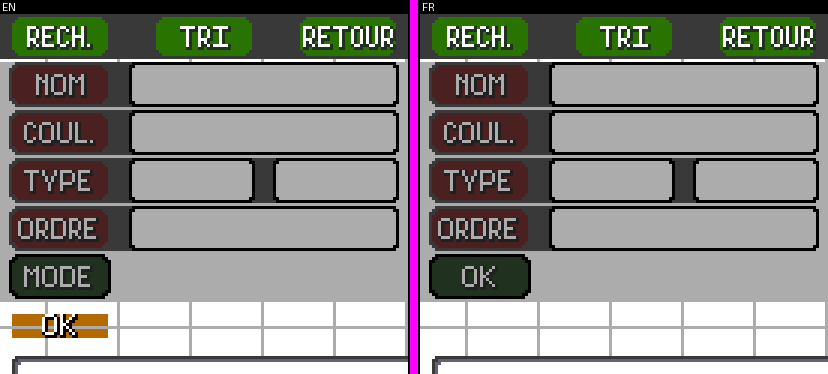 EN FR
RECH. TRI RETOUR RECH. TRI RETOUR
NOM NOM
COUL. COUL.
TYPE TYPE
ORDRE ORDRE
MODE OK
OK